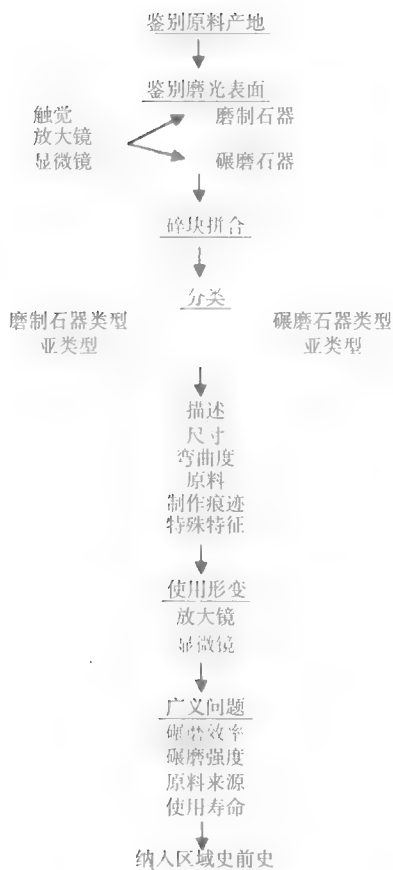 鉴别原料产地
鉴别磨光表面
触觉
放大镜
显微镜
磨制石器
碾磨石器
碎块拼合
分类
磨制石器类型
亚类型
碾磨石器类型
亚类型
描述
尺寸
弯曲度
原料
制作痕迹
特殊特征
使用形变
放大镜
显微镜
广义问题
碾磨效率
碾磨强度
原料来源
使用寿命
纳入区域史前史